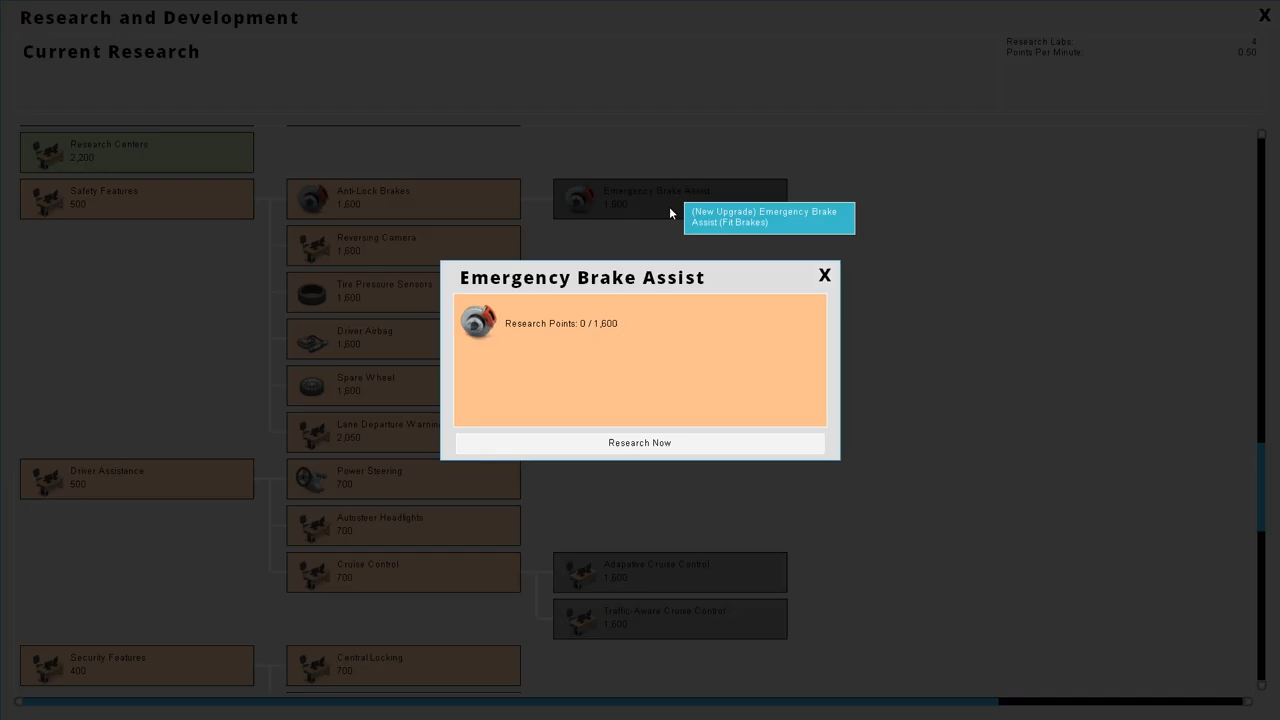 Research and Development
X
Current Research
Research Labs: 4
Points Per Minute: 0.50
Research Centers
2,200
Safety Features
500
Anti-Lock Brakes
1,600
Emergency Brake Assist
1,600
(New Upgrade) Emergency Brake
Assist (Fit Brakes)
Reversing Camera
1,600
Tire Pressure Sensors
1,600
Driver Airbag
1,600
Spare Wheel
1,600
Lane Departure Warnin
2,050
Emergency Brake Assist
X
Research Points: 0 / 1,600
Research Now
Driver Assistance
500
Power Steering
700
Autosteer Headlights
700
Cruise Control
700
Adaptive Cruise Control
1,600
Traffic-Aware Cruise Control
1,600
Security Features
400
Central Locking
700